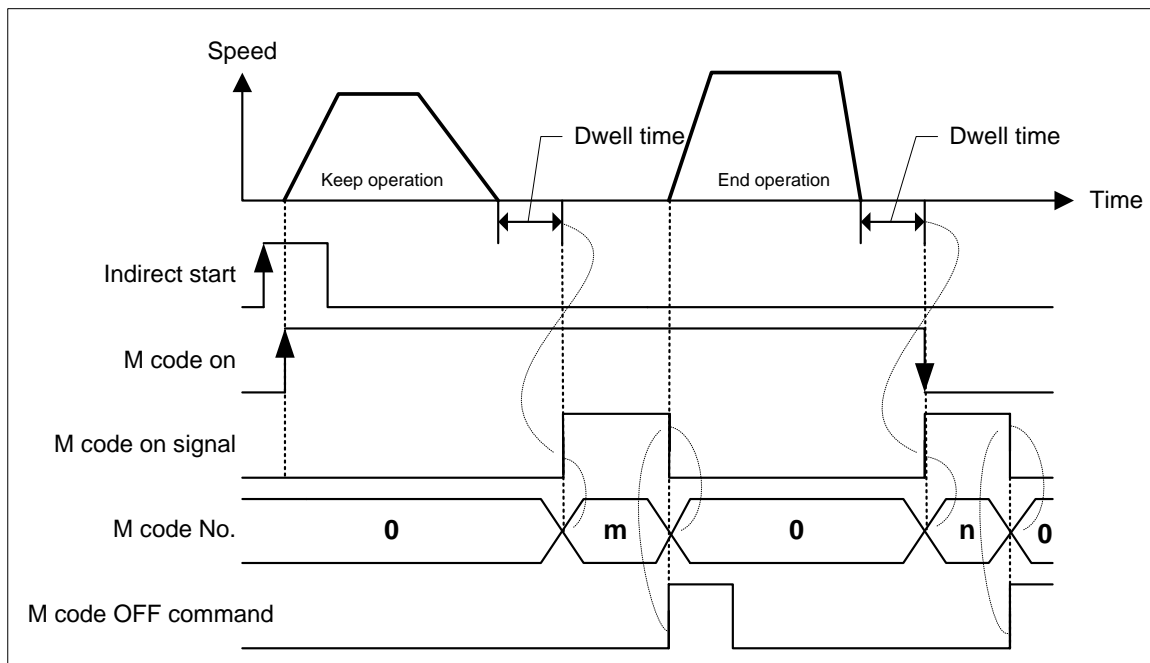 Speed
Dwell time
Dwell time
Keep operation
End operation
Time
Indirect start
M code on
M code on signal
M code No.
0
m
0
n
0
M code OFF command